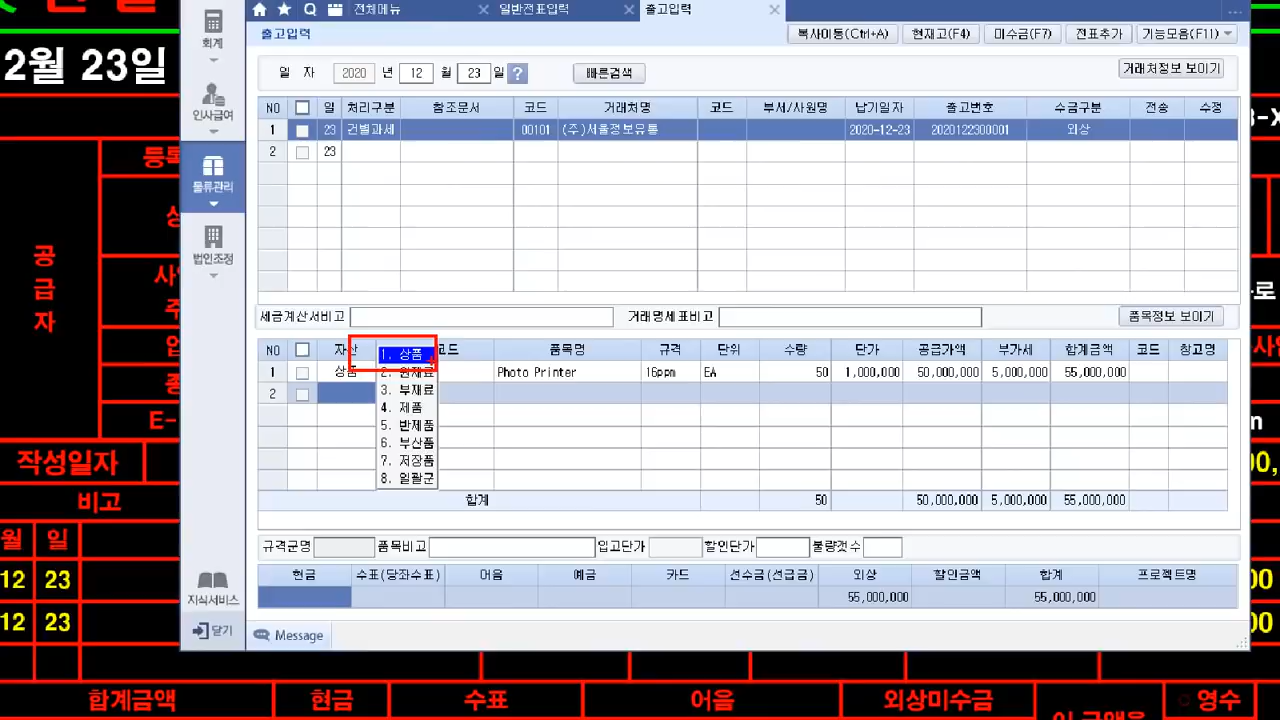 2월 23일
공
급
자
등록
작성일자
비고
월 일
12 23
12 23
합계금액 현금 수표 어음 외상미수금 영수
회계
인사급여
물류관리
법인조정
지식서비스
닫기
전체메뉴 일반전표입력 출고입력
출고입력 복사이동(Ctrl+A) 현재고(F4) 미수금(F7) 전표추가 기능모음(F11)
일 자 2020 년 12 월 23 일 ? 빠른검색 거래처정보 보이기
NO 일 처리구분 참조문서 코드 거래처명 코드 부서/사원명 납기일자 출고번호 수금구분 전송 수정
1 23 건별과세 00101 (주)서울정보유통 2020-12-23 2020122300001 외상
2 23
세금계산서비고 거래명세표비고 품목정보 보이기
NO 자산 코드 품목명 규격 단위 수량 단가 공급가액 부가세 합계금액 코드 창고명
1 상품 Photo Printer 16ppm EA 50 1,000,000 50,000,000 5,000,000 55,000,000
2
1. 상품
2. 원재료
3. 부재료
4. 제품
5. 반제품
6. 부산품
7. 저장품
8. 일괄군
합계 50 50,000,000 5,000,000 55,000,000
규격군명 품목비고 입고단가 할인단가 불량갯수
현금 수표(당좌수표) 어음 예금 카드 선수금(선급금) 외상 할인금액 합계 프로젝트명
55,000,000 55,000,000
Message